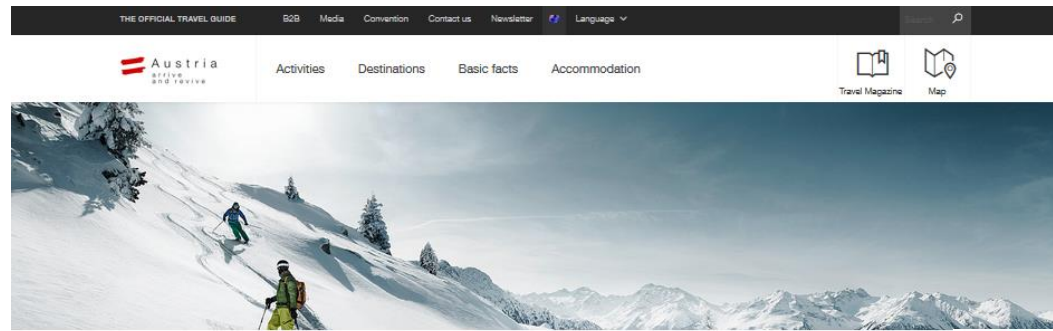 THE OFFICIAL TRAVEL GUIDE B2B Media Convention Contact us Newsletter Language Search
Austria
arrive
and revive
Activities Destinations Basic facts Accommodation
Travel Magazine Map